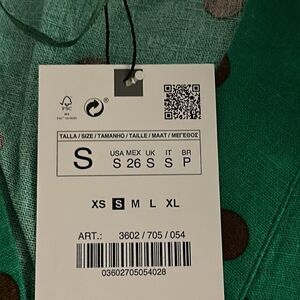 FSC
TALLA / SIZE / TAMANHO / TAILLE / MAAT / ΜΕΓΕΘΟΣ
S
USA MEX UK IT BR
S 26 S S P
XS S M L XL
ART.: 3602 / 705 / 054
03602705054028